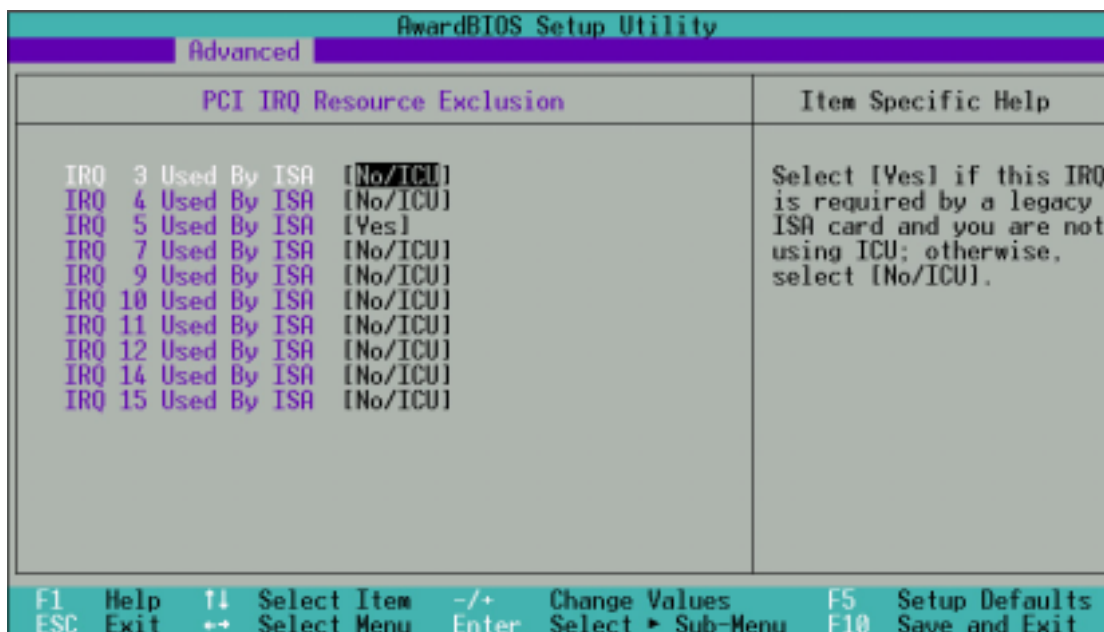 AwardBIOS Setup Utility
Advanced
PCI IRQ Resource Exclusion
Item Specific Help
IRQ 3 Used By ISA [No/ICU]
IRQ 4 Used By ISA [No/ICU]
IRQ 5 Used By ISA [Yes]
IRQ 7 Used By ISA [No/ICU]
IRQ 9 Used By ISA [No/ICU]
IRQ 10 Used By ISA [No/ICU]
IRQ 11 Used By ISA [No/ICU]
IRQ 12 Used By ISA [No/ICU]
IRQ 14 Used By ISA [No/ICU]
IRQ 15 Used By ISA [No/ICU]
Select [Yes] if this IRQ
is required by a legacy
ISA card and you are not
using ICU; otherwise,
select [No/ICU].
F1 Help ↑↓ Select Item -/+ Change Values F5 Setup Defaults
ESC Exit ←→ Select Menu Enter Select ► Sub-Menu F10 Save and Exit